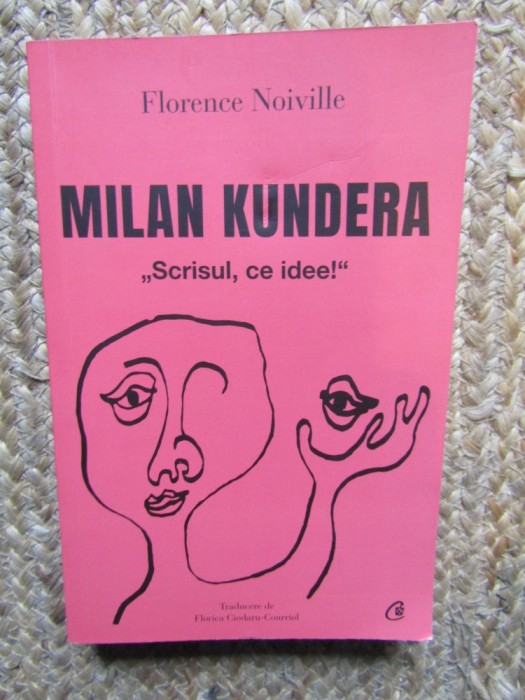 Florence Noiville
MILAN KUNDERA
„Scrisul, ce idee!“
Traducere de
Florica Ciodaru-Courriol